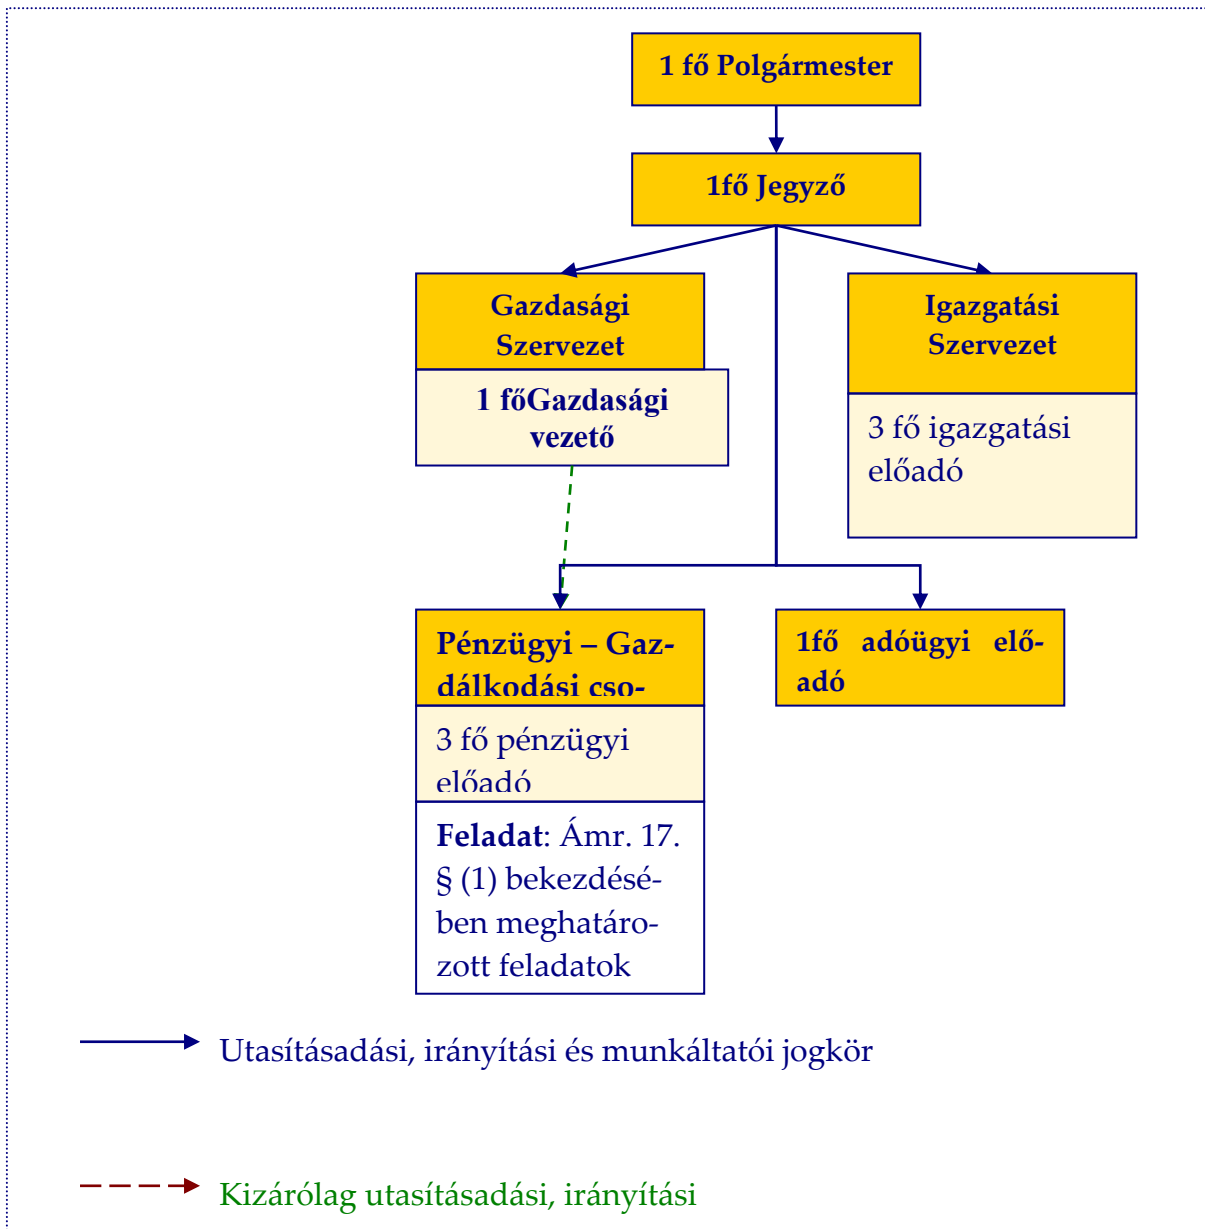 1 fő Polgármester
1fő Jegyző
Gazdasági
Szervezet
1 főGazdasági
vezető
Igazgatási
Szervezet
3 fő igazgatási
előadó
Pénzügyi – Gaz-
dálkodási cso-
3 fő pénzügyi
előadó
Feladat: Ámr. 17.
§ (1) bekezdésé-
ben meghatáro-
zott feladatok
1fő adóügyi elő-
adó
Utasításadási, irányítási és munkáltatói jogkör
Kizárólag utasításadási, irányítási